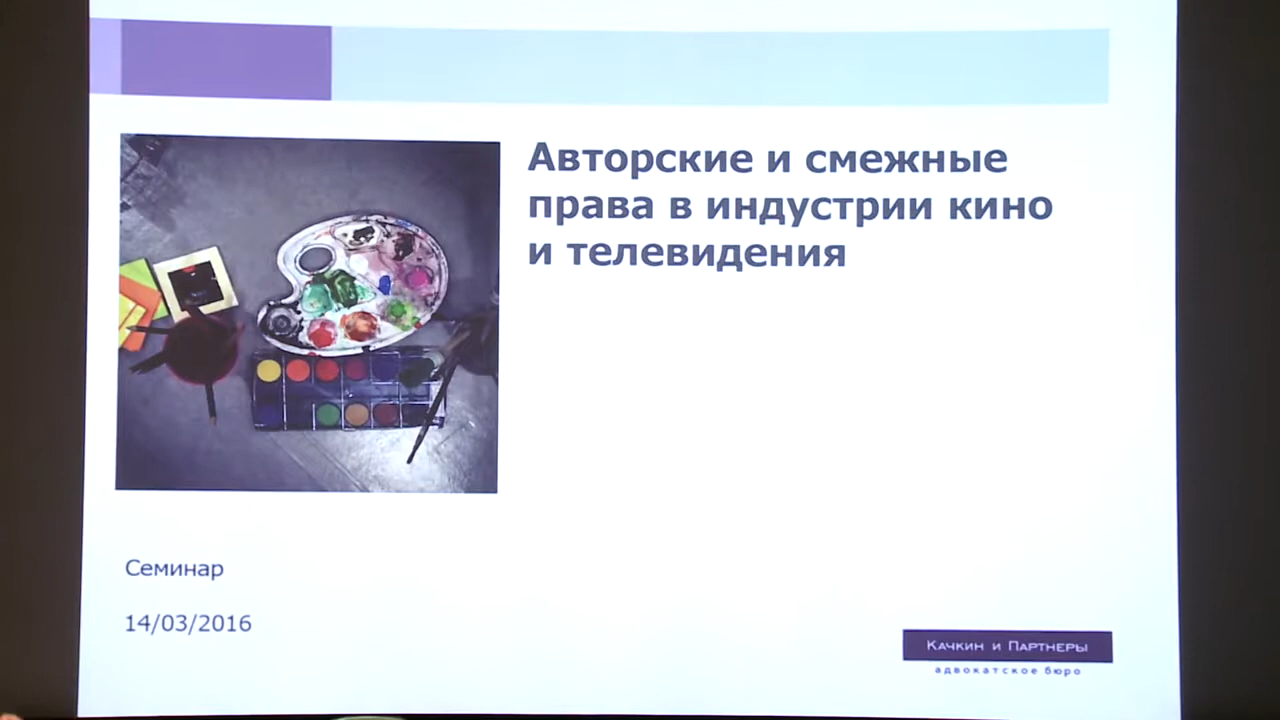 Авторские и смежные
права в индустрии кино
и телевидения
Семинар
14/03/2016
Качкин и Партнеры
адвокатское бюро